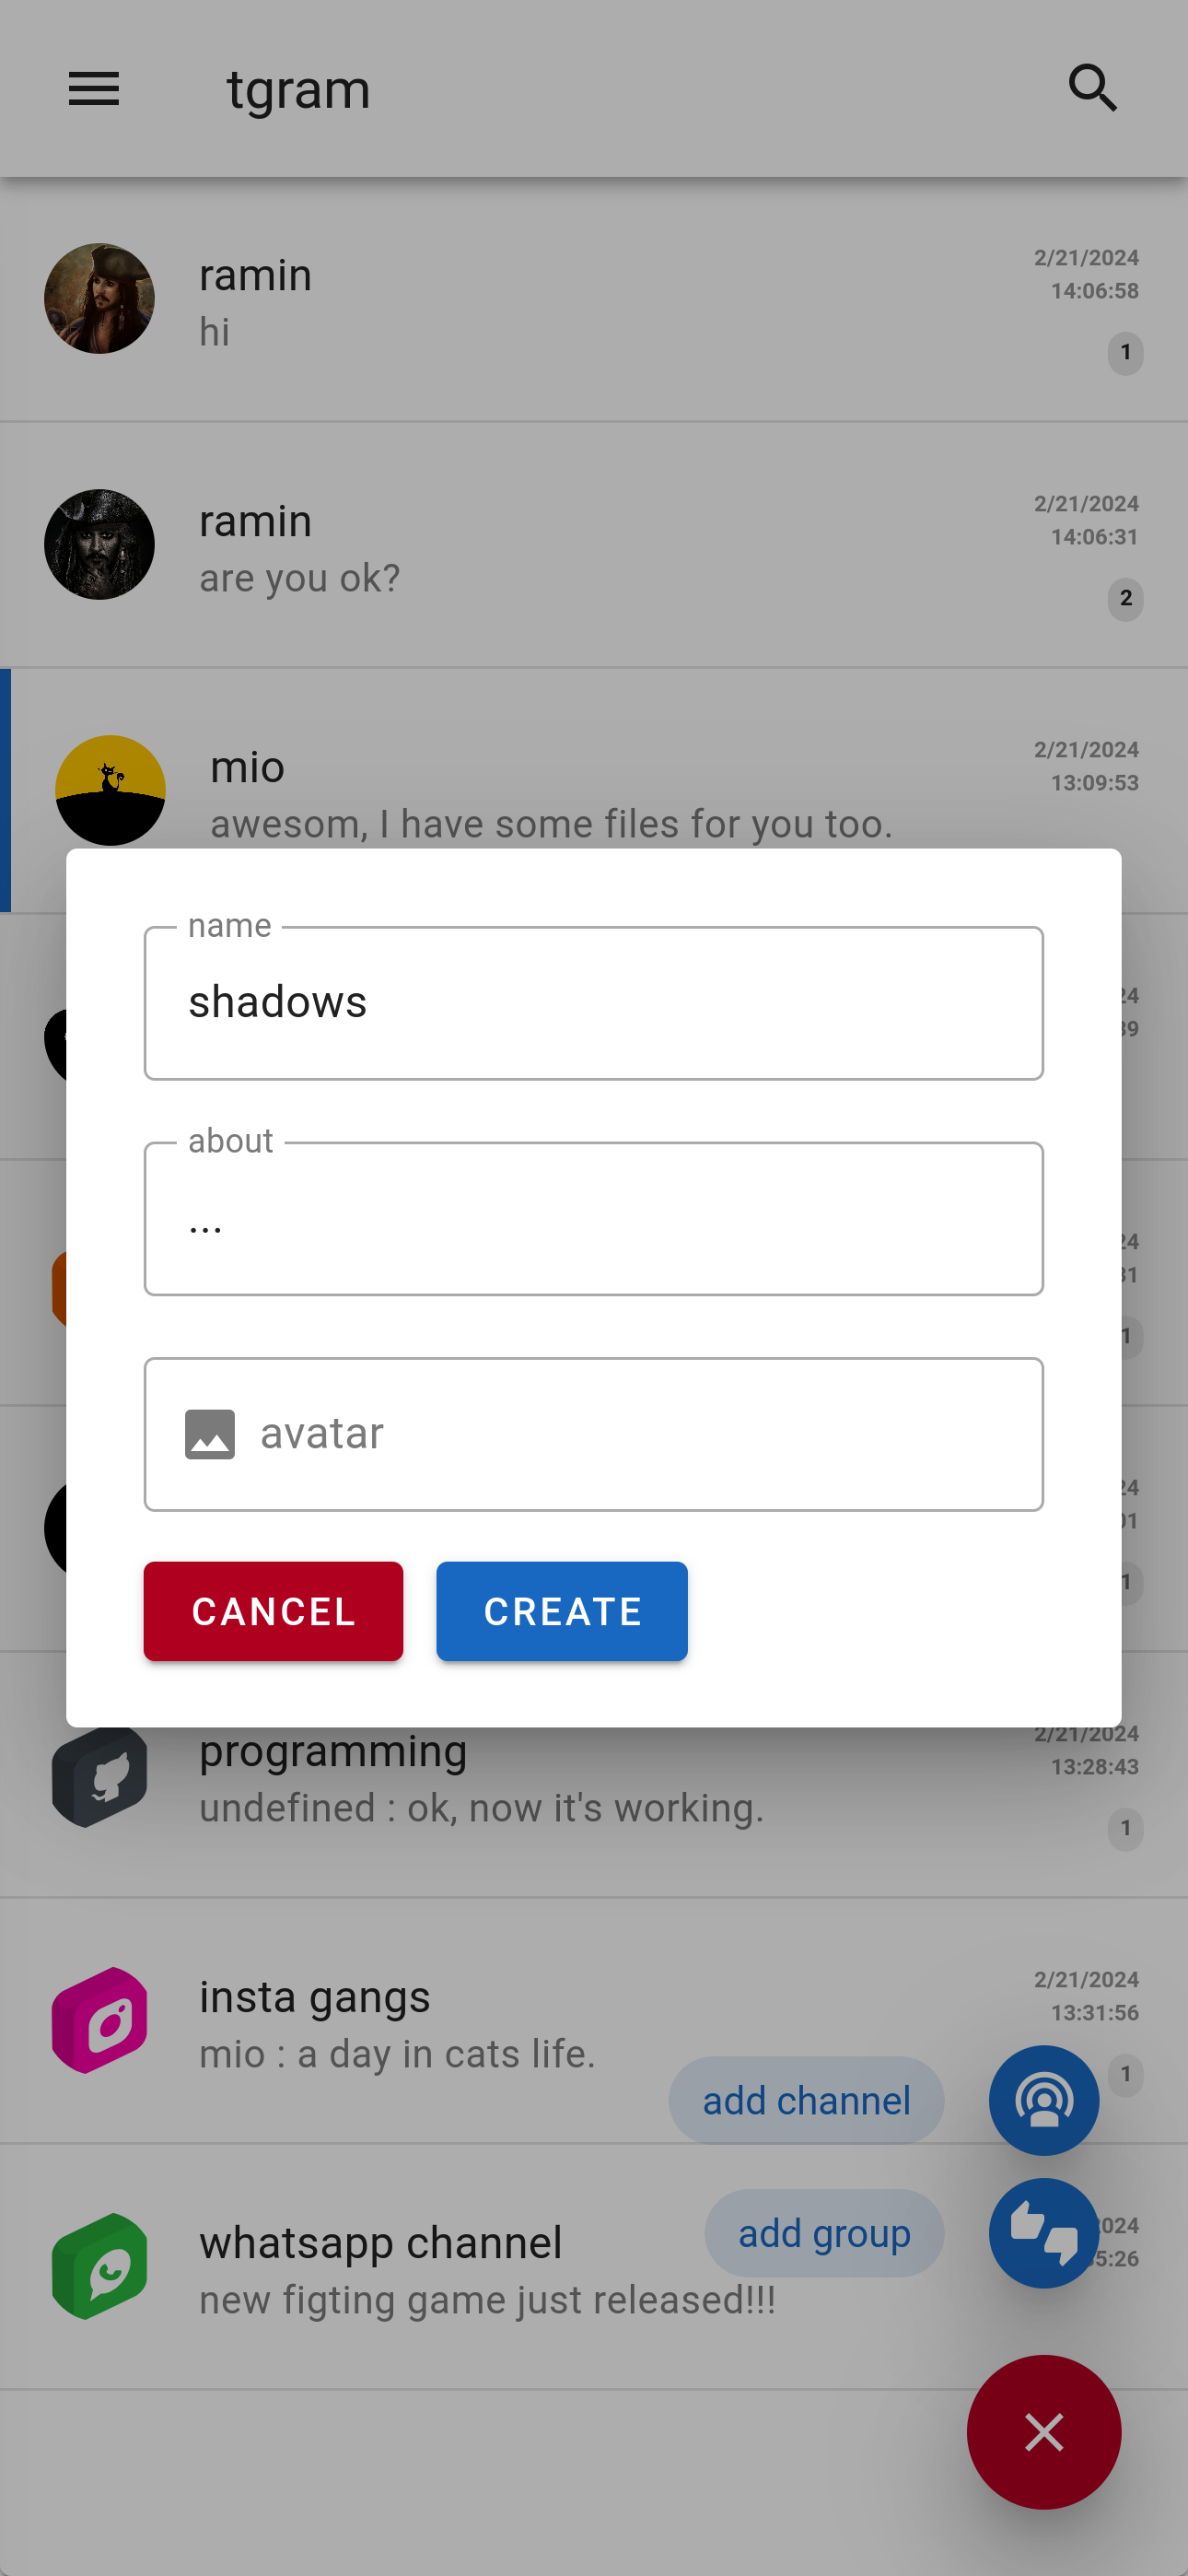 tgram
ramin
2/21/2024
14:06:58
hi
1
ramin
2/21/2024
14:06:31
are you ok?
2
mio
2/21/2024
13:09:53
awesom, I have some files for you too.
name
shadows
about
...
avatar
CANCEL
CREATE
1
1
programming
2/21/2024
13:28:43
undefined : ok, now it's working.
1
insta gangs
2/21/2024
13:31:56
mio : a day in cats life.
1
add channel
whatsapp channel
add group
new figting game just released!!!